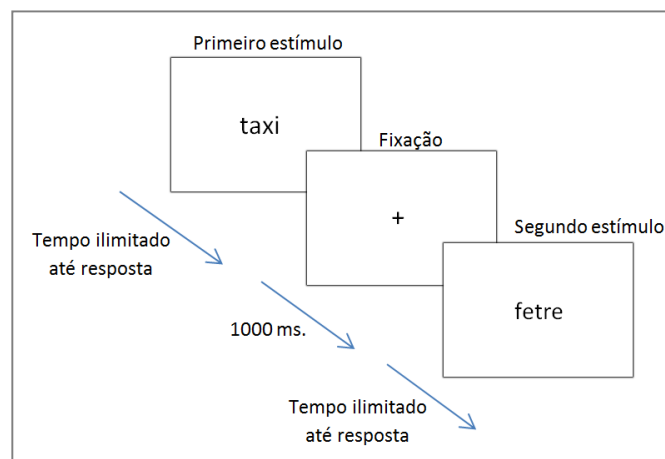 Primeiro estímulo
taxi
Fixação
+
Segundo estímulo
fetre
Tempo ilimitado
até resposta
1000 ms.
Tempo ilimitado
até resposta